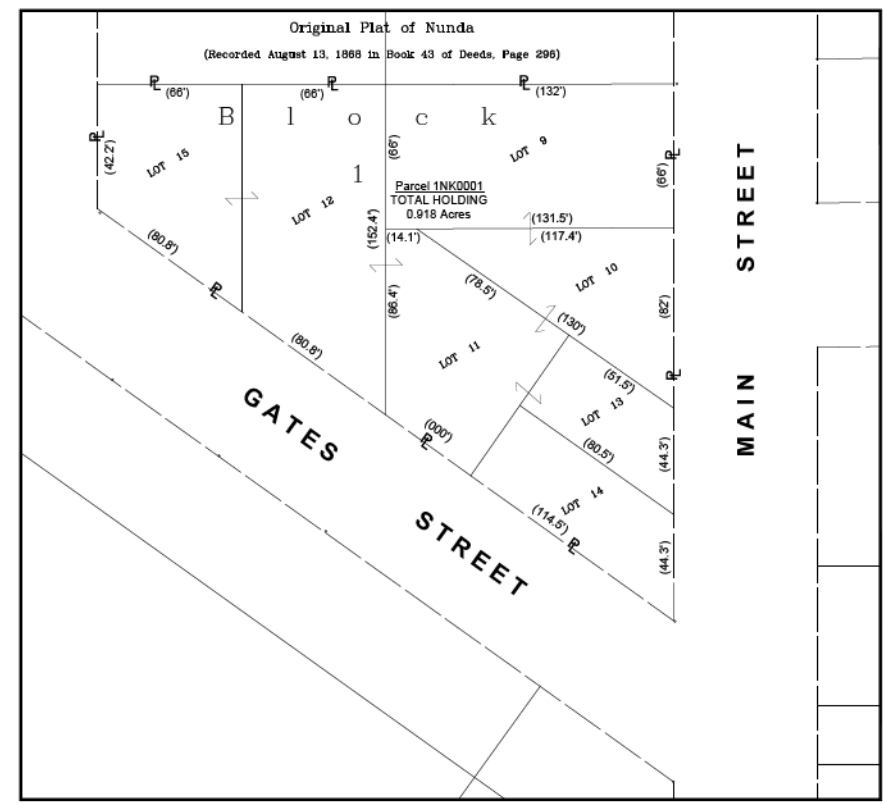 Original Plat of Nunda
(Recorded August 13, 1868 in Book 43 of Deeds, Page 296)
PL PL PL
(66') (66') (132')
B l o c k
PL
(42.2')
LOT 15
(66')
LOT 9
PL
(66')
1
Parcel 1NK0001
TOTAL HOLDING
0.918 Acres
LOT 12
(152.4')
(131.5')
(14.1') (117.4')
(80.8')
PL
(78.5')
LOT 10
(86.4')
(130')
(82')
(80.8')
LOT 11
(51.5')
PL
LOT 13
(000')
PL
(80.5')
(44.3')
LOT 14
(114.5')
PL
(44.3')
GATES STREET
MAIN STREET